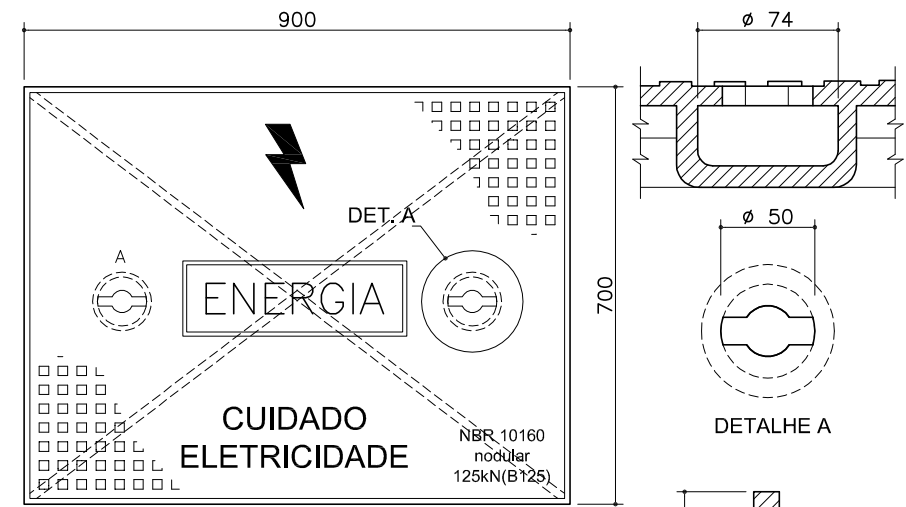 900
ø 74
DET. A
A
ENERGIA
700
ø 50
CUIDADO
ELETRICIDADE
NBR 10160
nodular
125kN(B125)
DETALHE A